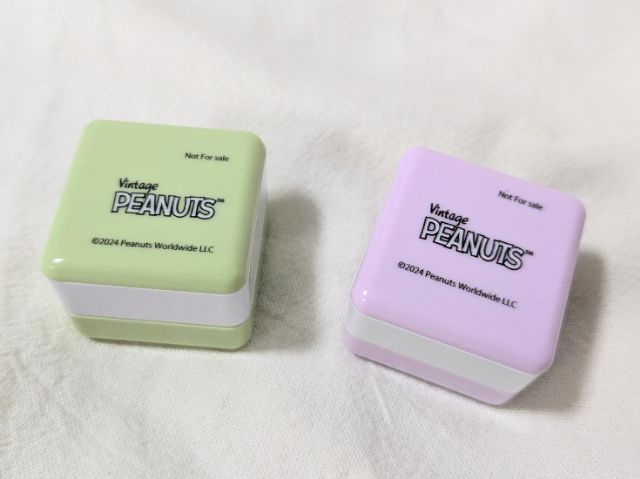 Not For sale
Vintage
PEANUTS™
©2024 Peanuts Worldwide LLC
Not For sale
Vintage
PEANUTS™
©2024 Peanuts Worldwide LLC